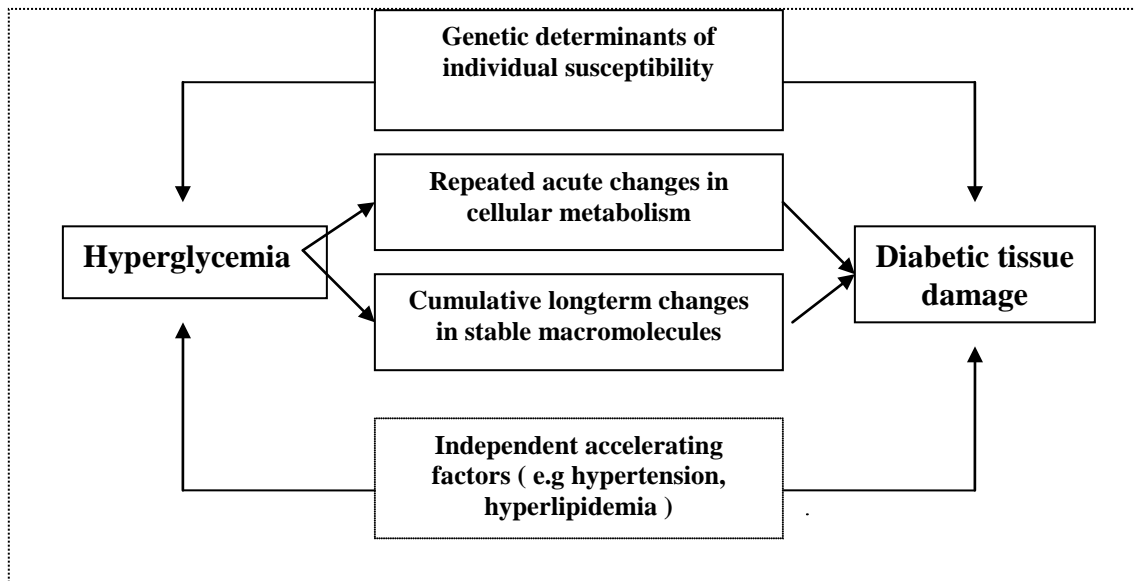 Genetic determinants of
individual susceptibility
Repeated acute changes in
cellular metabolism
Hyperglycemia
Diabetic tissue
damage
Cumulative longterm changes
in stable macromolecules
Independent accelerating
factors ( e.g hypertension,
hyperlipidemia )
.